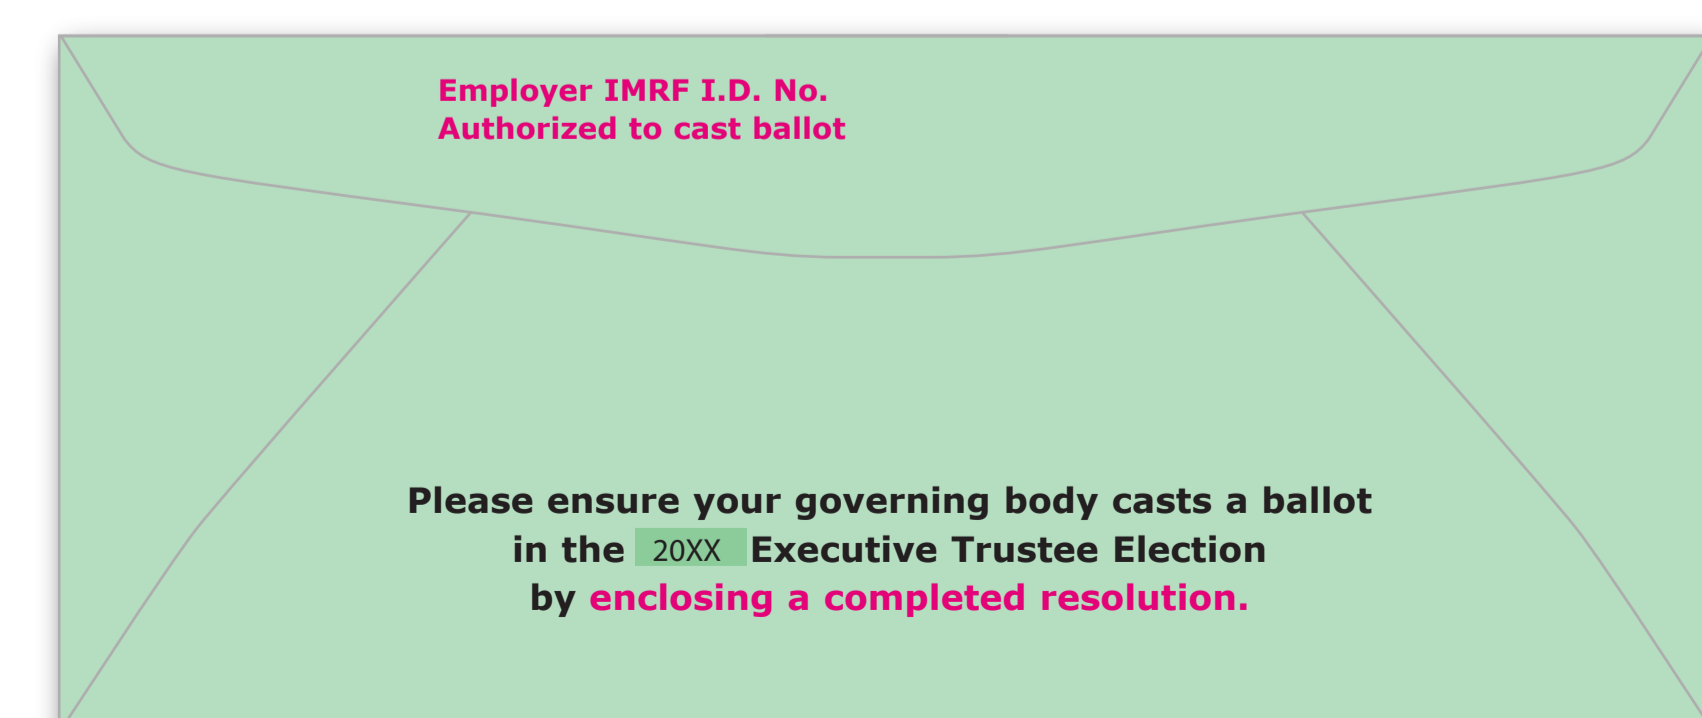 Employer IMRF I.D. No.
Authorized to cast ballot
Please ensure your governing body casts a ballot
in the 20XX Executive Trustee Election
by enclosing a completed resolution.